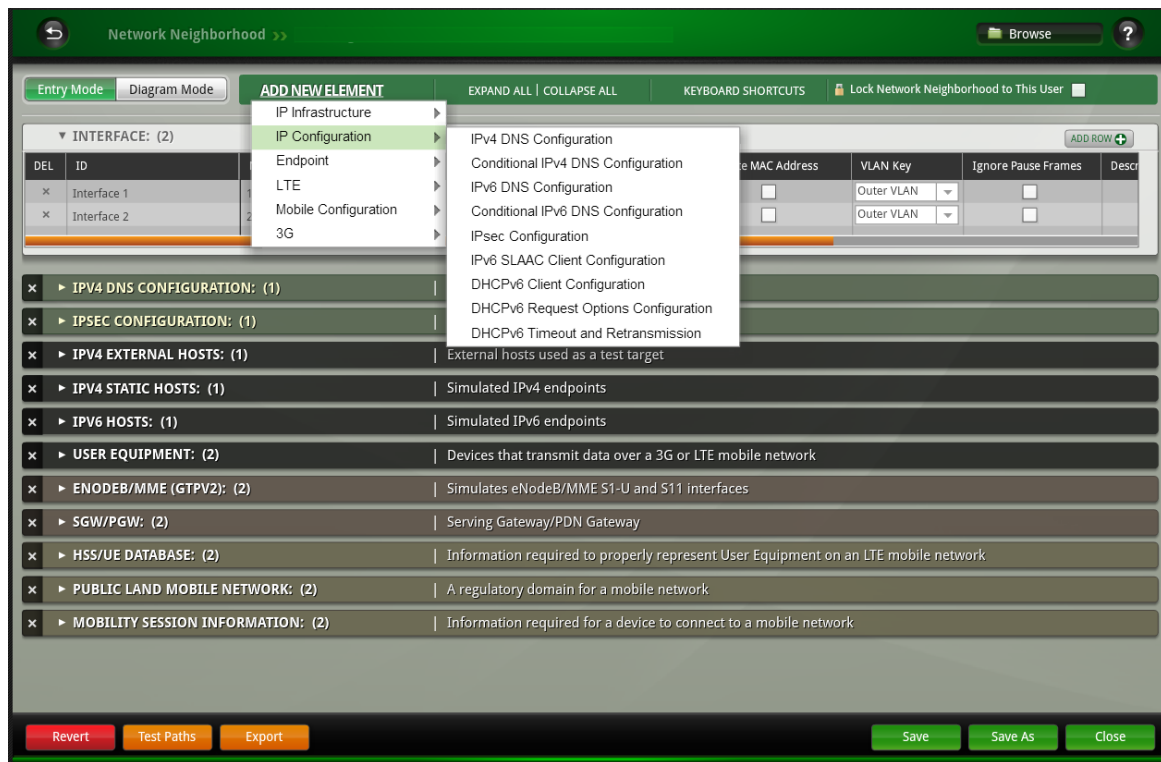 Network Neighborhood >>
Browse
?
Entry Mode
Diagram Mode
ADD NEW ELEMENT
EXPAND ALL | COLLAPSE ALL
KEYBOARD SHORTCUTS
Lock Network Neighborhood to This User
IP Infrastructure
IP Configuration
Endpoint
LTE
Mobile Configuration
3G
IPv4 DNS Configuration
Conditional IPv4 DNS Configuration
IPv6 DNS Configuration
Conditional IPv6 DNS Configuration
IPsec Configuration
IPv6 SLAAC Client Configuration
DHCPv6 Client Configuration
DHCPv6 Request Options Configuration
DHCPv6 Timeout and Retransmission
INTERFACE: (2)
ADD ROW
DEL ID MAC Address VLAN Key Ignore Pause Frames
× Interface 1 1 Outer VLAN
× Interface 2 2 Outer VLAN
× IPV4 DNS CONFIGURATION: (1) |
× IPSEC CONFIGURATION: (1) |
× IPV4 EXTERNAL HOSTS: (1) | External hosts used as a test target
× IPV4 STATIC HOSTS: (1) | Simulated IPv4 endpoints
× IPV6 HOSTS: (1) | Simulated IPv6 endpoints
× USER EQUIPMENT: (2) | Devices that transmit data over a 3G or LTE mobile network
× ENODEB/MME (GTPV2): (2) | Simulates eNodeB/MME S1-U and S11 interfaces
× SGW/PGW: (2) | Serving Gateway/PDN Gateway
× HSS/UE DATABASE: (2) | Information required to properly represent User Equipment on an LTE mobile network
× PUBLIC LAND MOBILE NETWORK: (2) | A regulatory domain for a mobile network
× MOBILITY SESSION INFORMATION: (2) | Information required for a device to connect to a mobile network
Revert
Test Paths
Export
Save
Save As
Close